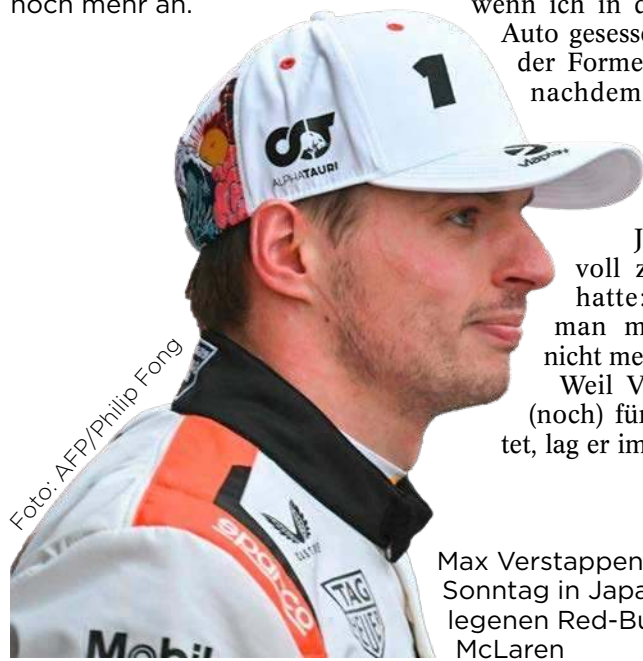 noch mehr an.
wenn ich in d
Auto gesesse
der Forme
nachdem
J
voll z
hatte:
man m
nicht me
Weil V
(noch) für
tet, lag er im
Max Verstappen
Sonntag in Japa
legenen Red-Bu
McLaren
Foto: AFP/Philip Fong
1
ALPHATAURI
viaplay
sparco
TAG
HEUER
Mobil